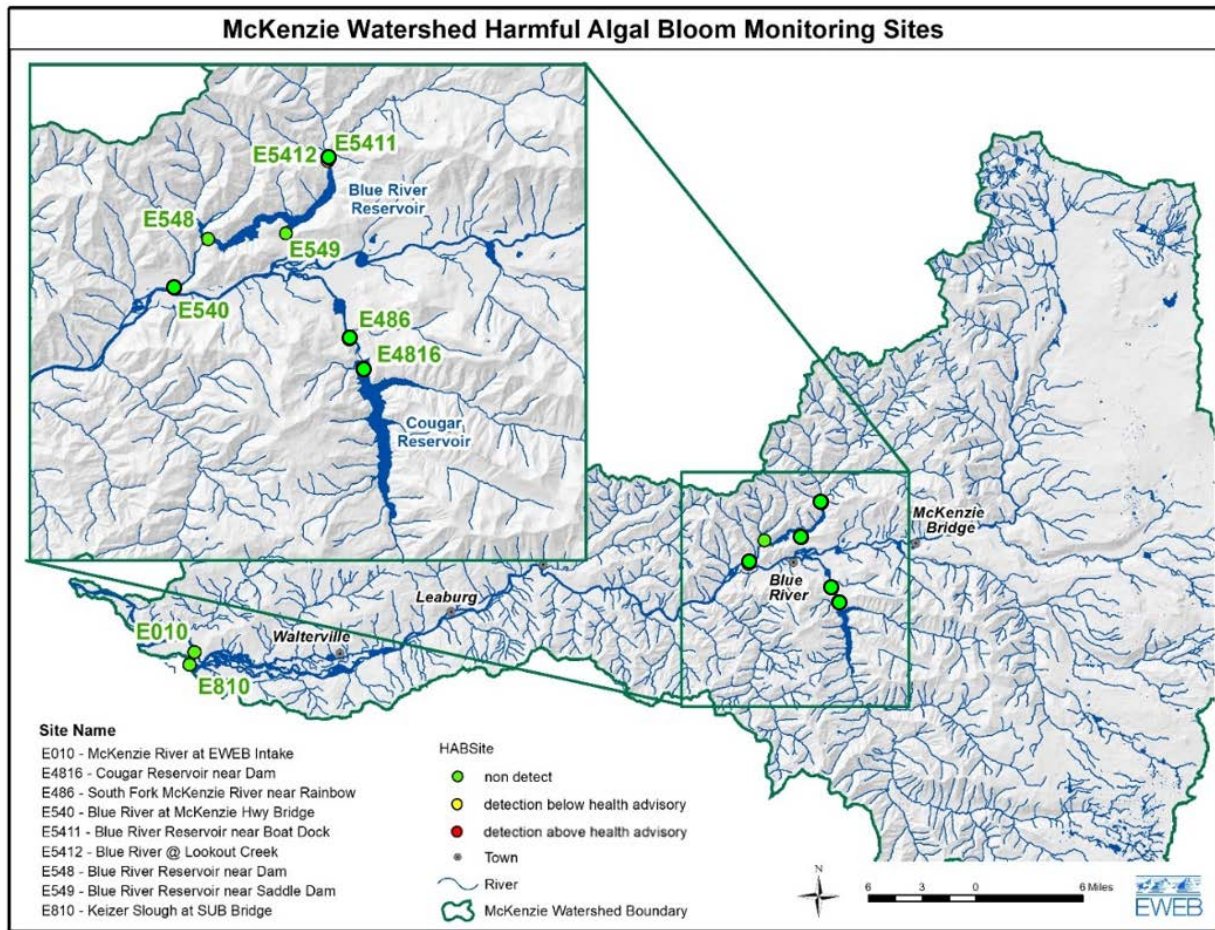 McKenzie Watershed Harmful Algal Bloom Monitoring Sites
E5411
E5412
Blue River
Reservoir
E548
E549
E540
E486
E4816
Cougar
Reservoir
McKenzie
Bridge
Blue
River
Leaburg
Walterville
E010
E810
Site Name
E010 - McKenzie River at EWEB Intake
E4816 - Cougar Reservoir near Dam
E486 - South Fork McKenzie River near Rainbow
E540 - Blue River at McKenzie Hwy Bridge
E5411 - Blue River Reservoir near Boat Dock
E5412 - Blue River @ Lookout Creek
E548 - Blue River Reservoir near Dam
E549 - Blue River Reservoir near Saddle Dam
E810 - Keizer Slough at SUB Bridge
HABSite
non detect
detection below health advisory
detection above health advisory
Town
River
McKenzie Watershed Boundary
N
6 3 0 6 Miles
EWEB